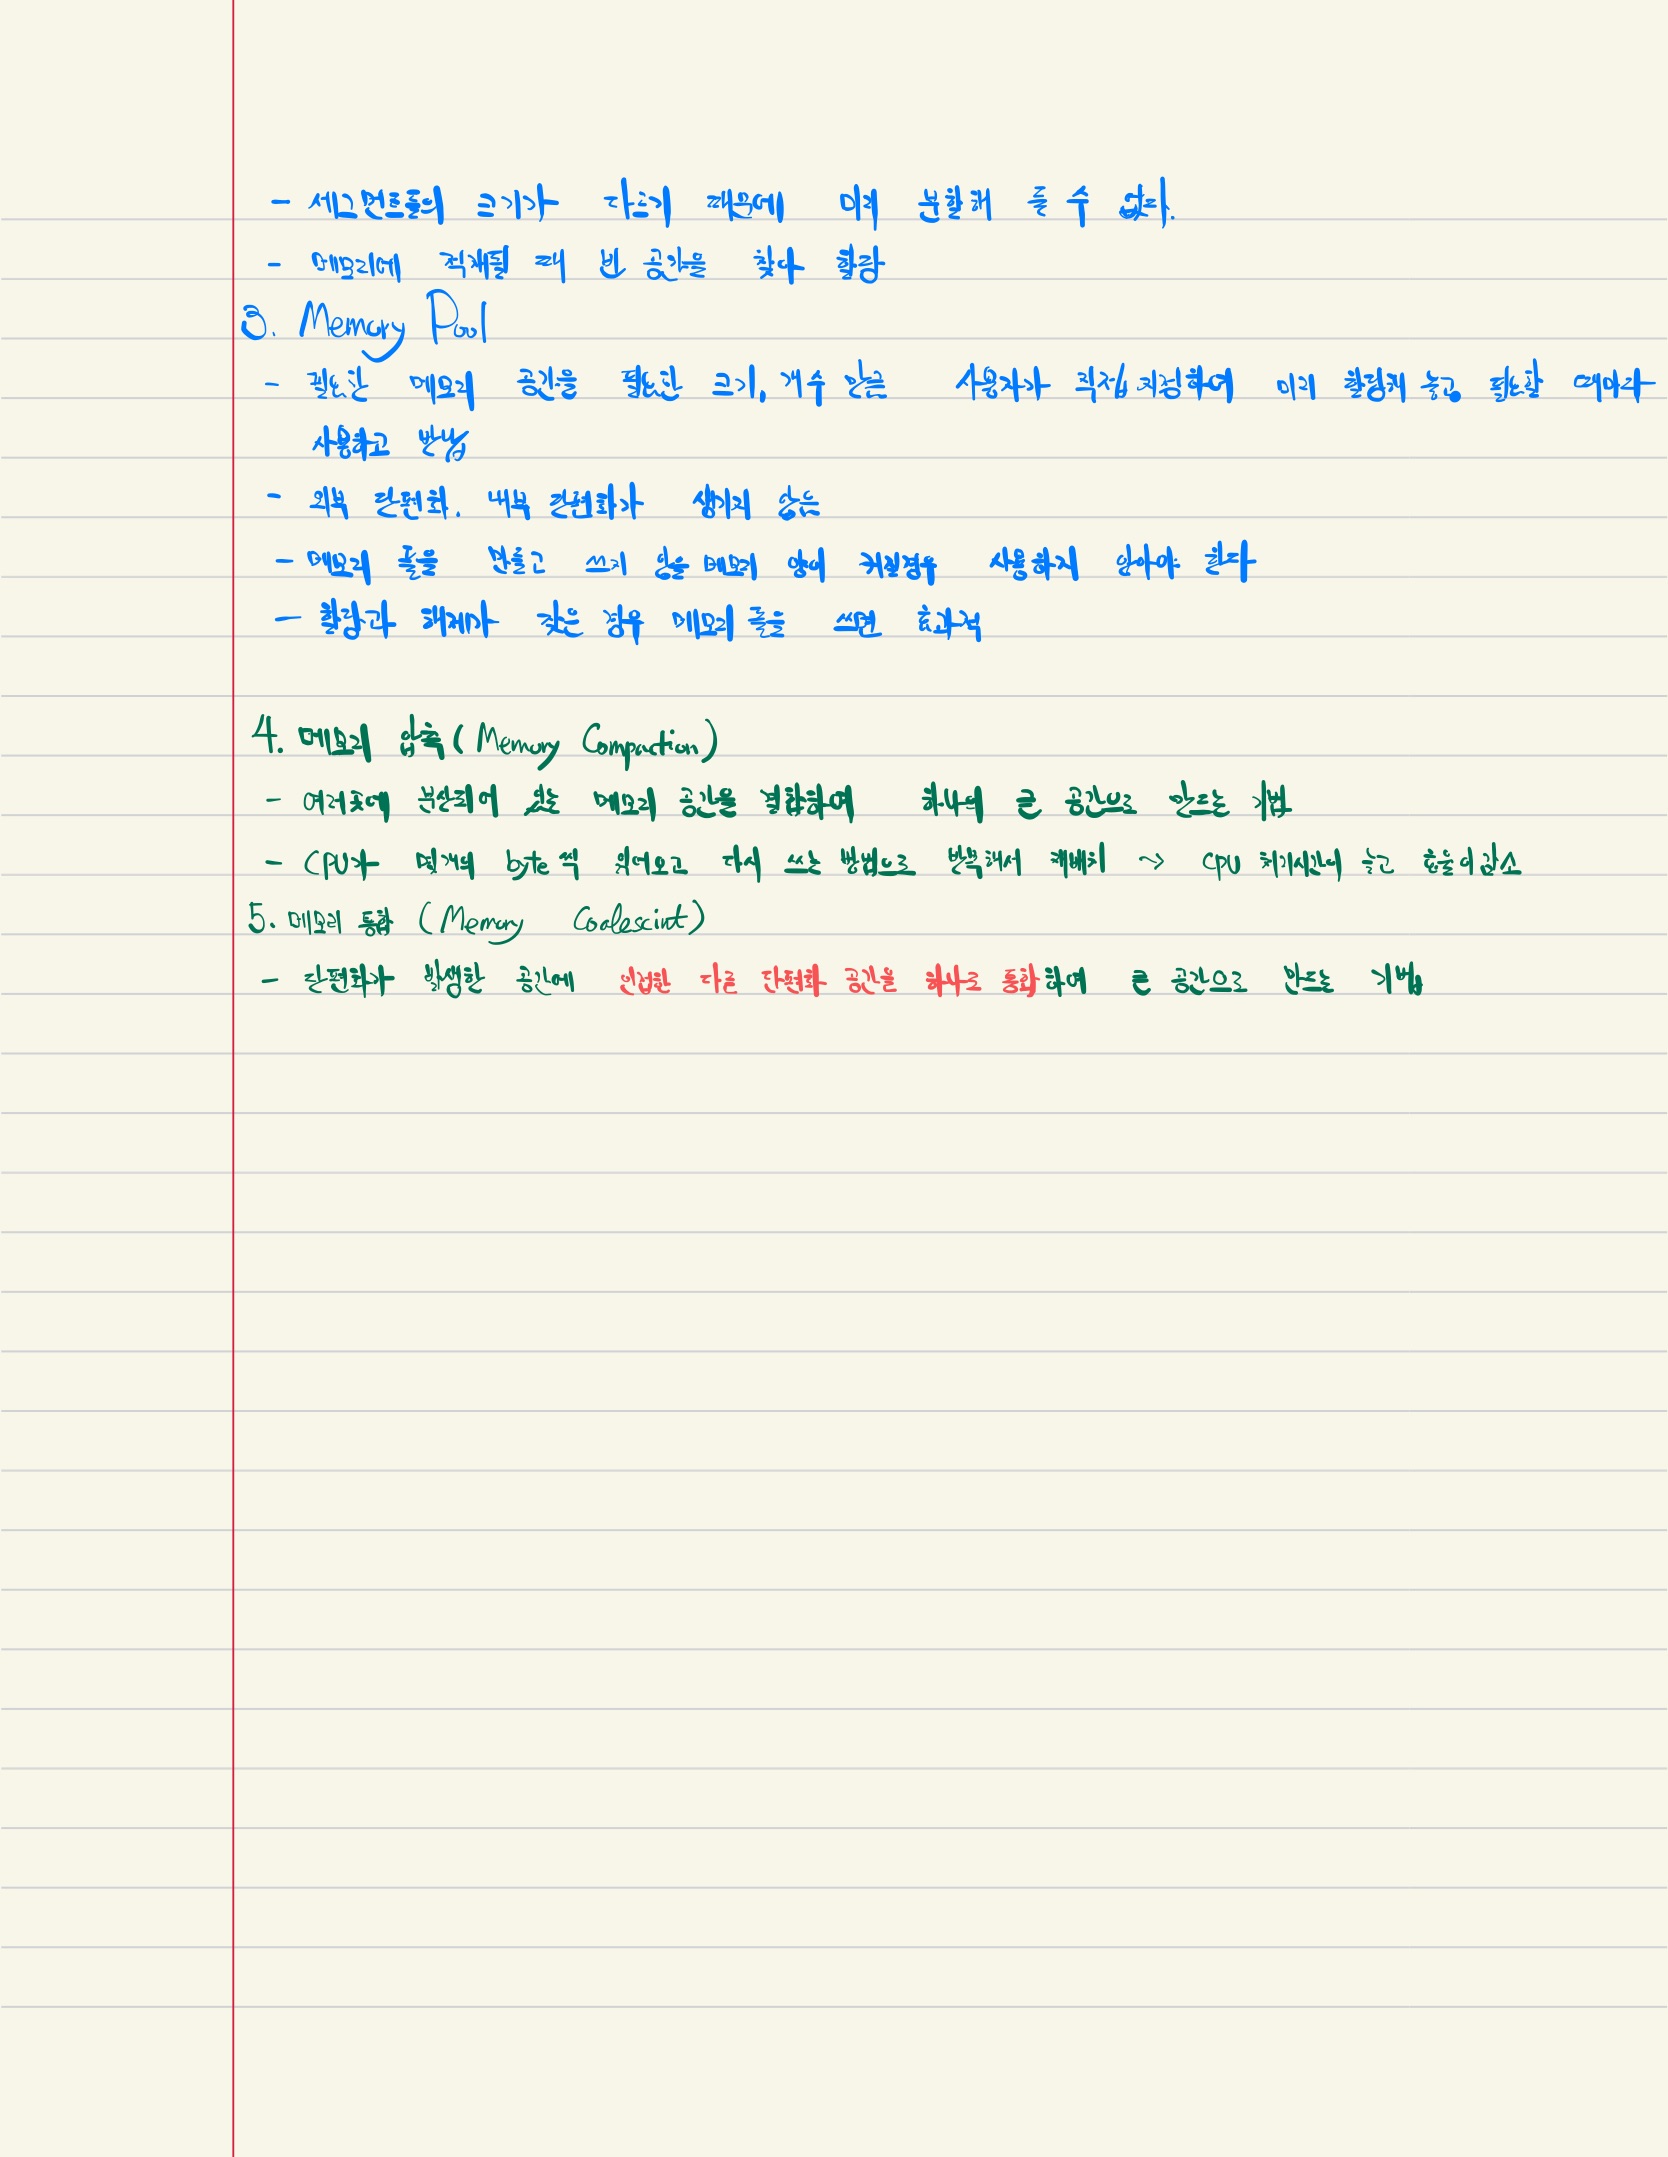 - 세그먼트들의 크기가 다르기 때문에 미리 분할해 둘 수 없다.
- 메모리에 적재될 때 빈 공간을 찾아 할당
3. Memory Pool
- 필요한 메모리 공간을 필요한 크기, 개수 만큼 사용자가 직접 지정하여 미리 할당해 놓고 필요할 때마다
사용하고 반납
- 외부 단편화, 내부 단편화가 생기지 않는
- 메모리 풀을 만들고 쓰지 않을 메모리 양이 커질경우 사용하지 않아야 한다
- 할당과 해제가 잦은 경우 메모리 풀을 쓰면 효과적
4. 메모리 압축 (Memory Compaction)
- 여러곳에 분산되어 있는 메모리 공간을 결합하여 하나의 큰 공간으로 만드는 기법
- CPU가 몇개의 byte씩 읽어오고 다시 쓰는 방법으로 반복해서 재배치 → CPU 처리시간이 늘고 효율이 감소
5. 메모리 통합 (Memory Coalescint)
- 단편화가 발생한 공간에 인접한 다른 단편화 공간을 하나로 통합하여 큰 공간으로 만드는 기법